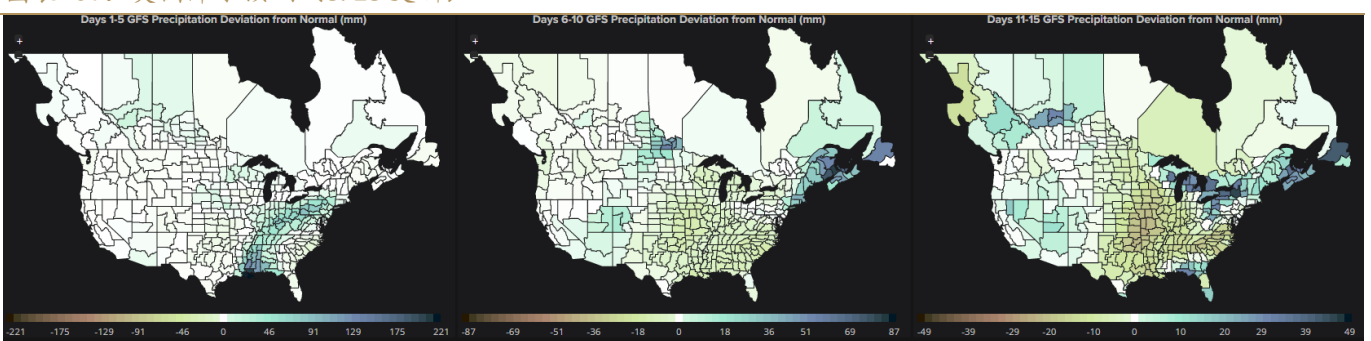 Days 1-5 GFS Precipitation Deviation from Normal (mm)
Days 6-10 GFS Precipitation Deviation from Normal (mm)
Days 11-15 GFS Precipitation Deviation from Normal (mm)
+ + +
-221 -175 -129 -91 -46 0 46 91 129 175 221
-87 -69 -51 -36 -18 0 18 36 51 69 87
-49 -39 -29 -20 -10 0 10 20 29 39 49